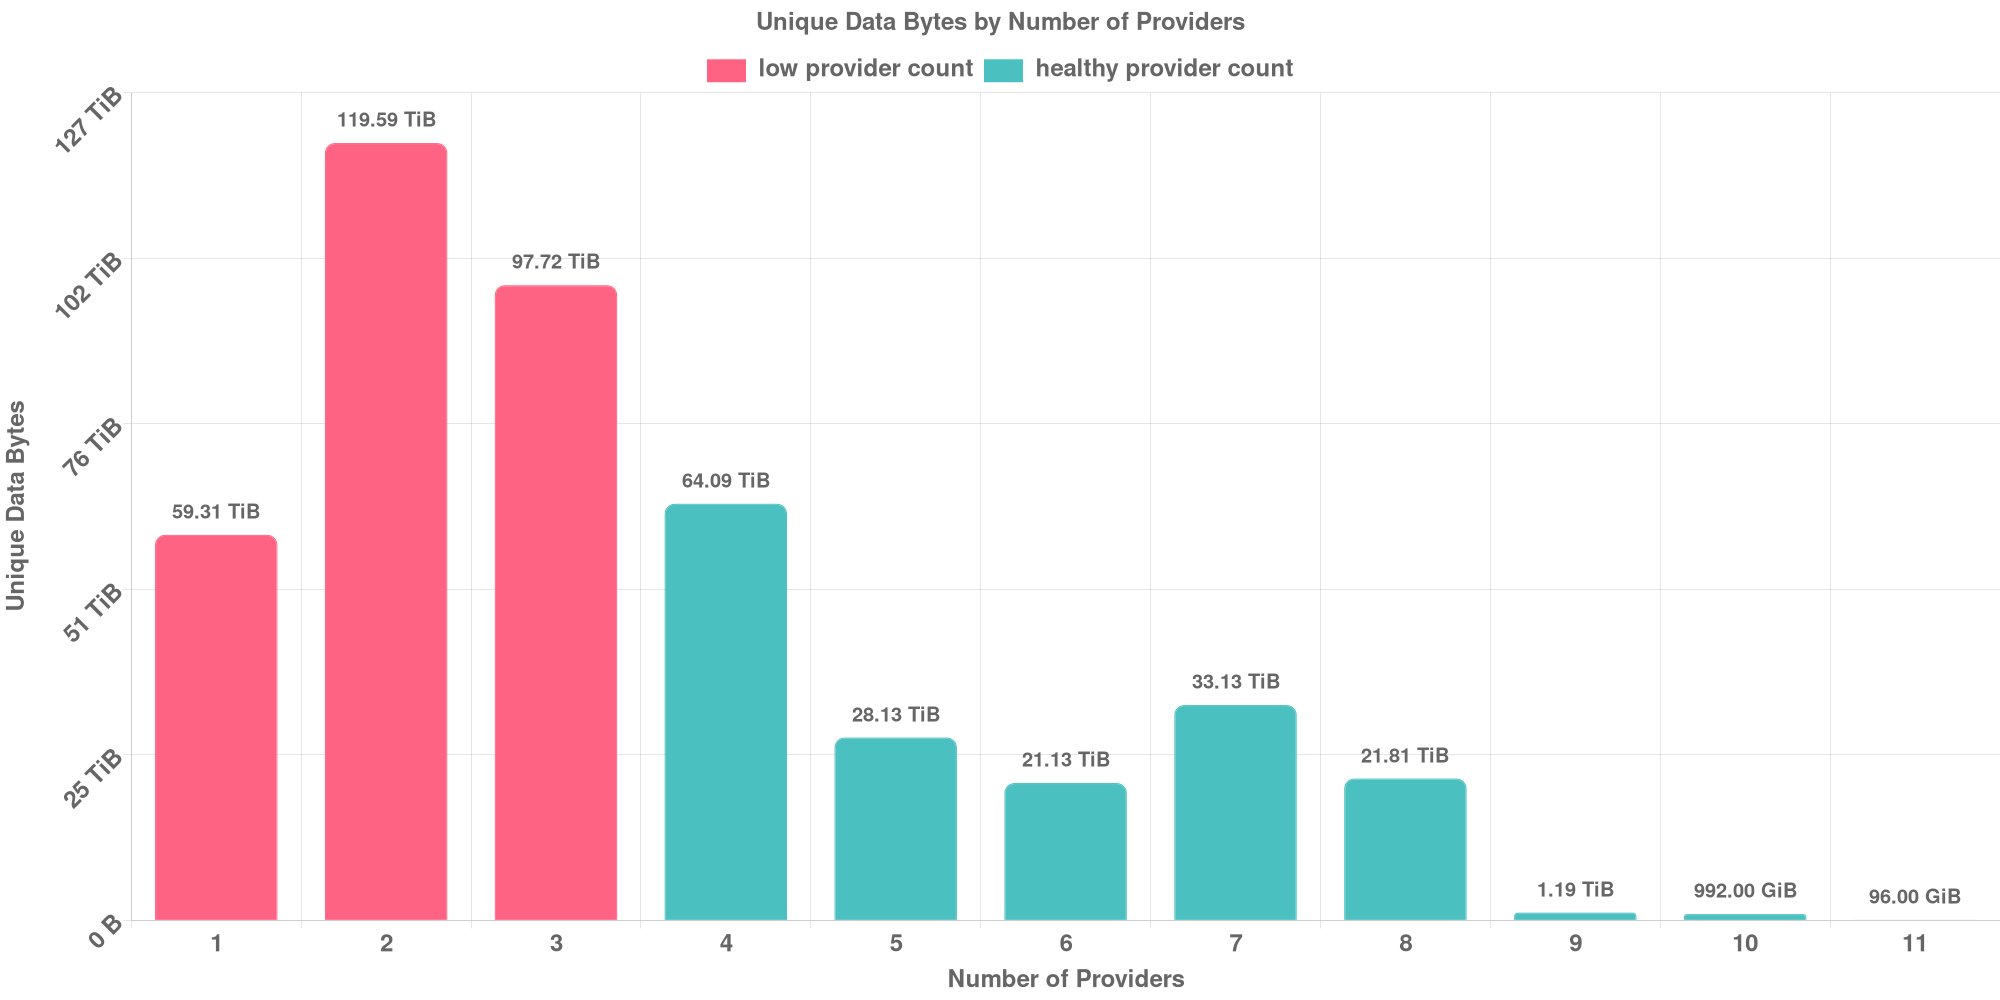 Unique Data Bytes by Number of Providers
low provider count
healthy provider count
127 TiB
102 TiB
76 TiB
51 TiB
25 TiB
0 B
Unique Data Bytes
59.31 TiB
119.59 TiB
97.72 TiB
64.09 TiB
28.13 TiB
21.13 TiB
33.13 TiB
21.81 TiB
1.19 TiB
992.00 GiB
96.00 GiB
1 2 3 4 5 6 7 8 9 10 11
Number of Providers